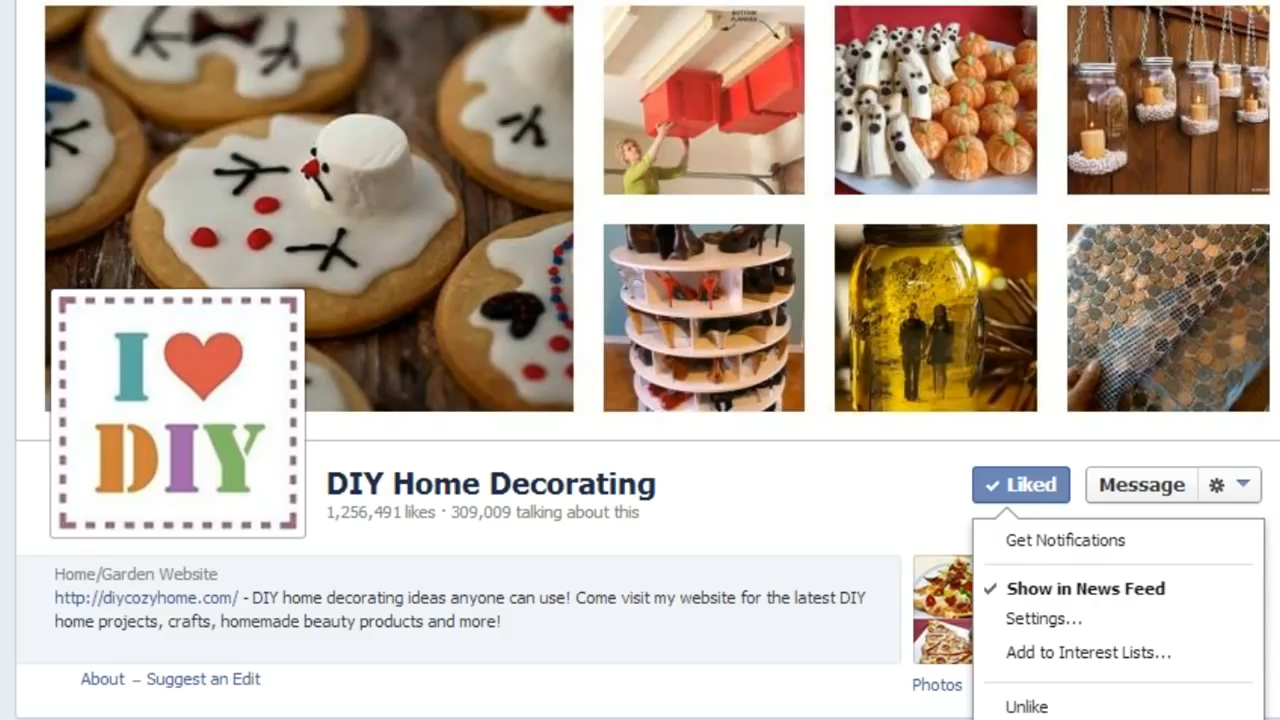 BOTTOM
I ♥
DIY
DIY Home Decorating
1,256,491 likes · 309,009 talking about this
✓ Liked
Message
Get Notifications
✓ Show in News Feed
Settings...
Add to Interest Lists...
Unlike
Home/Garden Website
http://diycozyhome.com/ - DIY home decorating ideas anyone can use! Come visit my website for the latest DIY
home projects, crafts, homemade beauty products and more!
About – Suggest an Edit
Photos